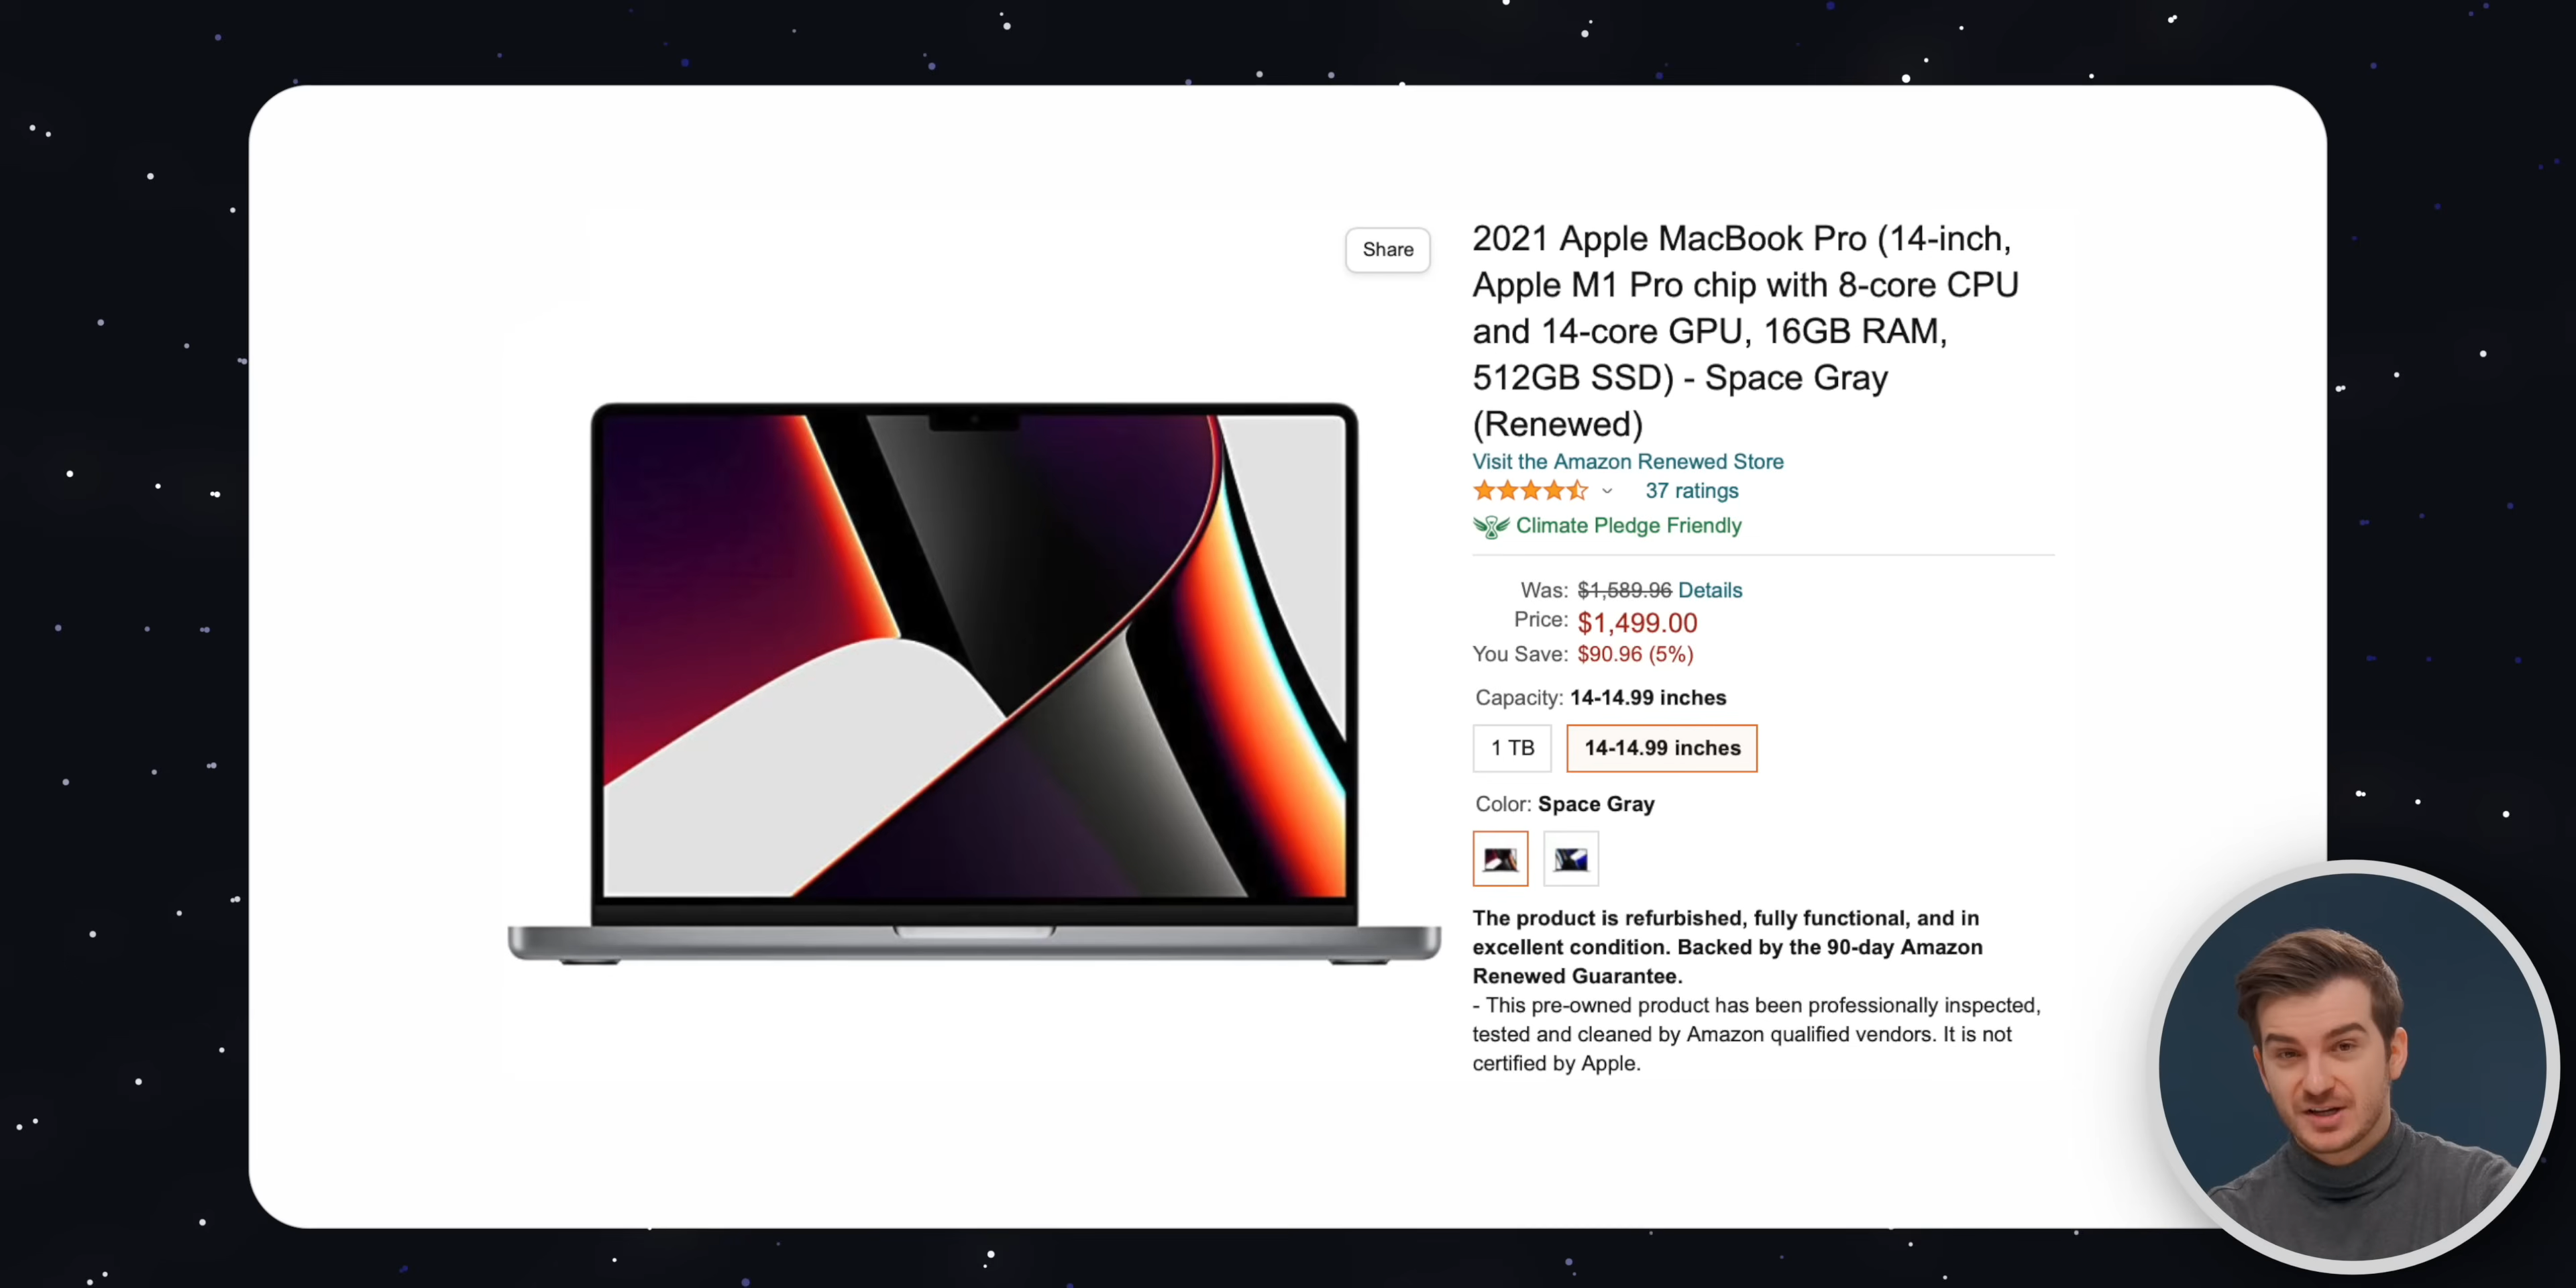 Share
2021 Apple MacBook Pro (14-inch,
Apple M1 Pro chip with 8-core CPU
and 14-core GPU, 16GB RAM,
512GB SSD) - Space Gray
(Renewed)
Visit the Amazon Renewed Store
37 ratings
Climate Pledge Friendly
Was: $1,589.96 Details
Price: $1,499.00
You Save: $90.96 (5%)
Capacity: 14-14.99 inches
1 TB 14-14.99 inches
Color: Space Gray
The product is refurbished, fully functional, and in
excellent condition. Backed by the 90-day Amazon
Renewed Guarantee.
- This pre-owned product has been professionally inspected,
tested and cleaned by Amazon qualified vendors. It is not
certified by Apple.